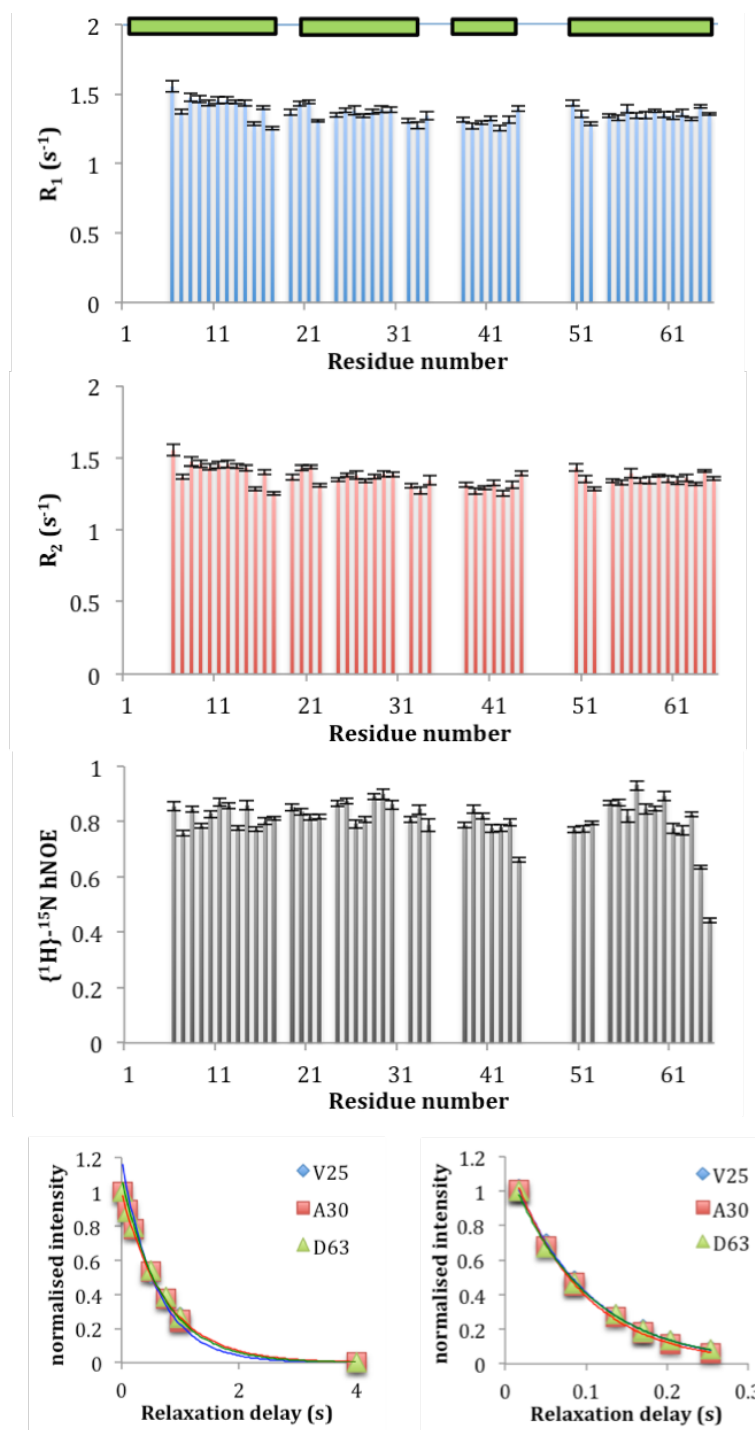 2
1.5
1
0.5
0
R₁ (s⁻¹)
1 11 21 31 41 51 61
Residue number
2
1.5
1
0.5
0
R₂ (s⁻¹)
1 11 21 31 41 51 61
Residue number
1
0.8
0.6
0.4
0.2
0
{¹H}-¹⁵N hNOE
1 11 21 31 41 51 61
Residue number
1.2
1
0.8
0.6
0.4
0.2
0
normalised intensity
V25
A30
D63
0 2 4
Relaxation delay (s)
1.2
1.0
0.8
0.6
0.4
0.2
0
normalised intensity
V25
A30
D63
0 0.1 0.2 0.3
Relaxation delay (s)